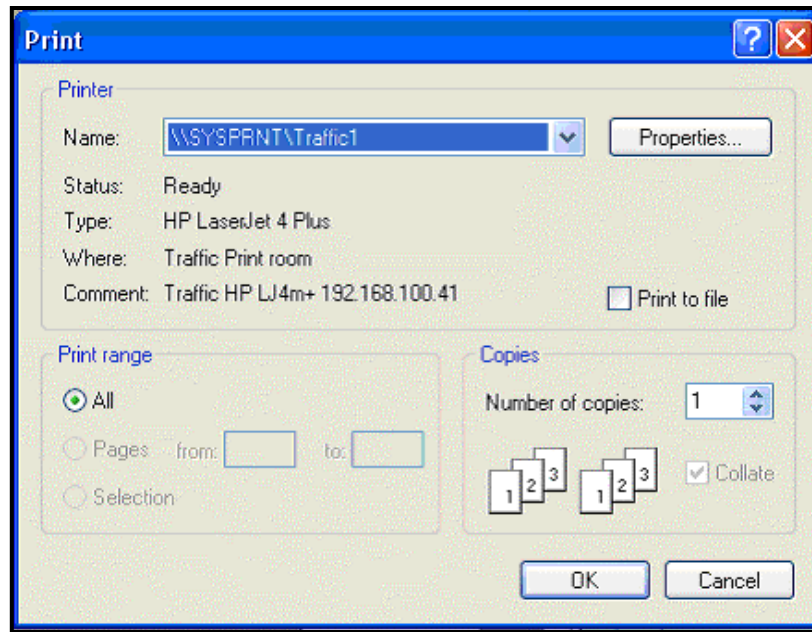 Print
Printer
Name: \\SYSPRNT\Traffic1 Properties...
Status: Ready
Type: HP LaserJet 4 Plus
Where: Traffic Print room
Comment: Traffic HP LJ4m+ 192.168.100.41 Print to file
Print range
All
Pages from: to:
Selection
Copies
Number of copies: 1
1 2 3 1 2 3 Collate
OK Cancel